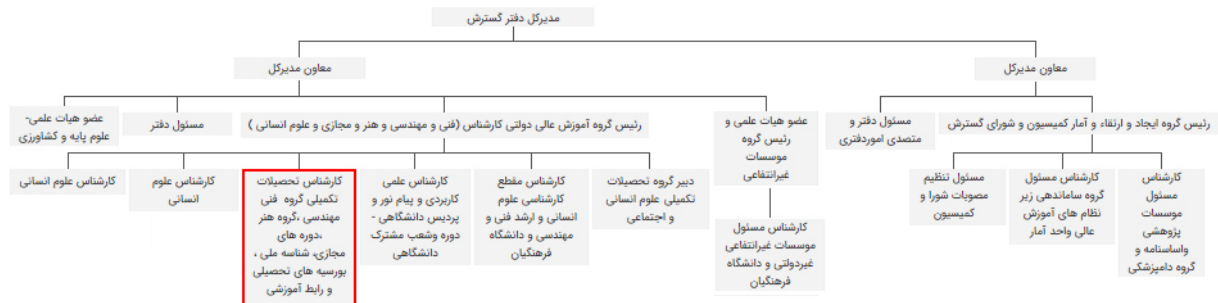 مدیرکل دفتر گسترش
معاون مدیرکل
معاون مدیرکل
رئیس گروه ایجاد و ارتقاء و آمار کمیسیون و شورای گسترش
مسئول دفتر و
متصدی اموردفتری
عضو هیات علمی و
رئیس گروه
موسسات
غیرانتفاعی
رئیس گروه آموزش عالی دولتی کارشناس (فنی و مهندسی و هنر و مجازی و علوم انسانی )
مسئول دفتر
عضو هیات علمی-
علوم پایه و کشاورزی
کارشناس
مسئول
موسسات
پژوهشی
واساسنامه و
گروه دامپزشکی
کارشناس مسئول
گروه ساماندهی زیر
نظام های آموزش
عالی واحد آمار
مسئول تنظیم
مصوبات شورا و
کمیسیون
کارشناس مسئول
موسسات غیرانتفاعی
غیردولتی و دانشگاه
فرهنگیان
دبیر گروه تحصیلات
تکمیلی علوم انسانی
و اجتماعی
کارشناس مقطع
کارشناسی علوم
انسانی و ارشد فنی و
مهندسی و دانشگاه
فرهنگیان
کارشناس علمی
کاربردی و پیام نور و
پردیس دانشگاهی -
دوره وشعب مشترک
دانشگاهی
کارشناس تحصیلات
تکمیلی گروه فنی
مهندسی ،گروه هنر
،دوره های
مجازی، شناسه ملی ،
بورسیه های تحصیلی
و رابط آموزشی
کارشناس علوم
انسانی
کارشناس علوم انسانی